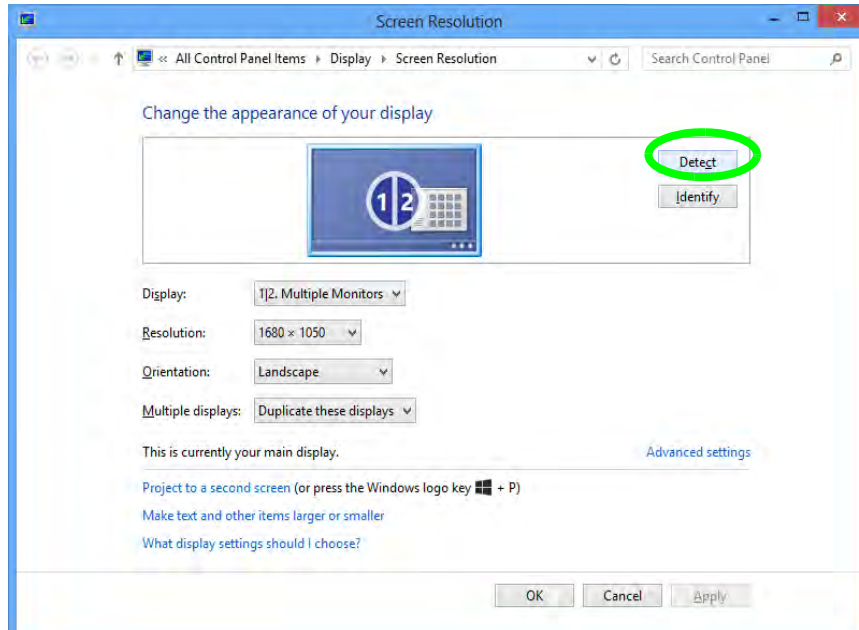 Screen Resolution
« All Control Panel Items Display Screen Resolution Search Control Panel
Change the appearance of your display
1 2
Detect
Identify
Display: 1|2. Multiple Monitors
Resolution: 1680 × 1050
Orientation: Landscape
Multiple displays: Duplicate these displays
This is currently your main display. Advanced settings
Project to a second screen (or press the Windows logo key + P)
Make text and other items larger or smaller
What display settings should I choose?
OK Cancel Apply